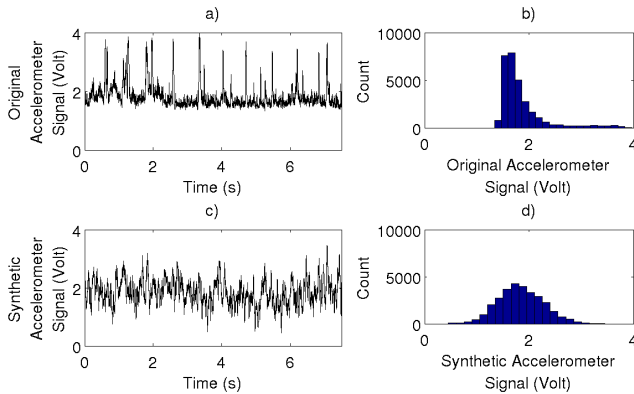 a)
Original
Accelerometer
Signal (Volt)
4
2
0
0 2 4 6
Time (s)
b)
Count
10000
5000
0
0 2 4
Original Accelerometer
Signal (Volt)
c)
Synthetic
Accelerometer
Signal (Volt)
4
2
0
0 2 4 6
Time (s)
d)
Count
10000
5000
0
0 2 4
Synthetic Accelerometer
Signal (Volt)